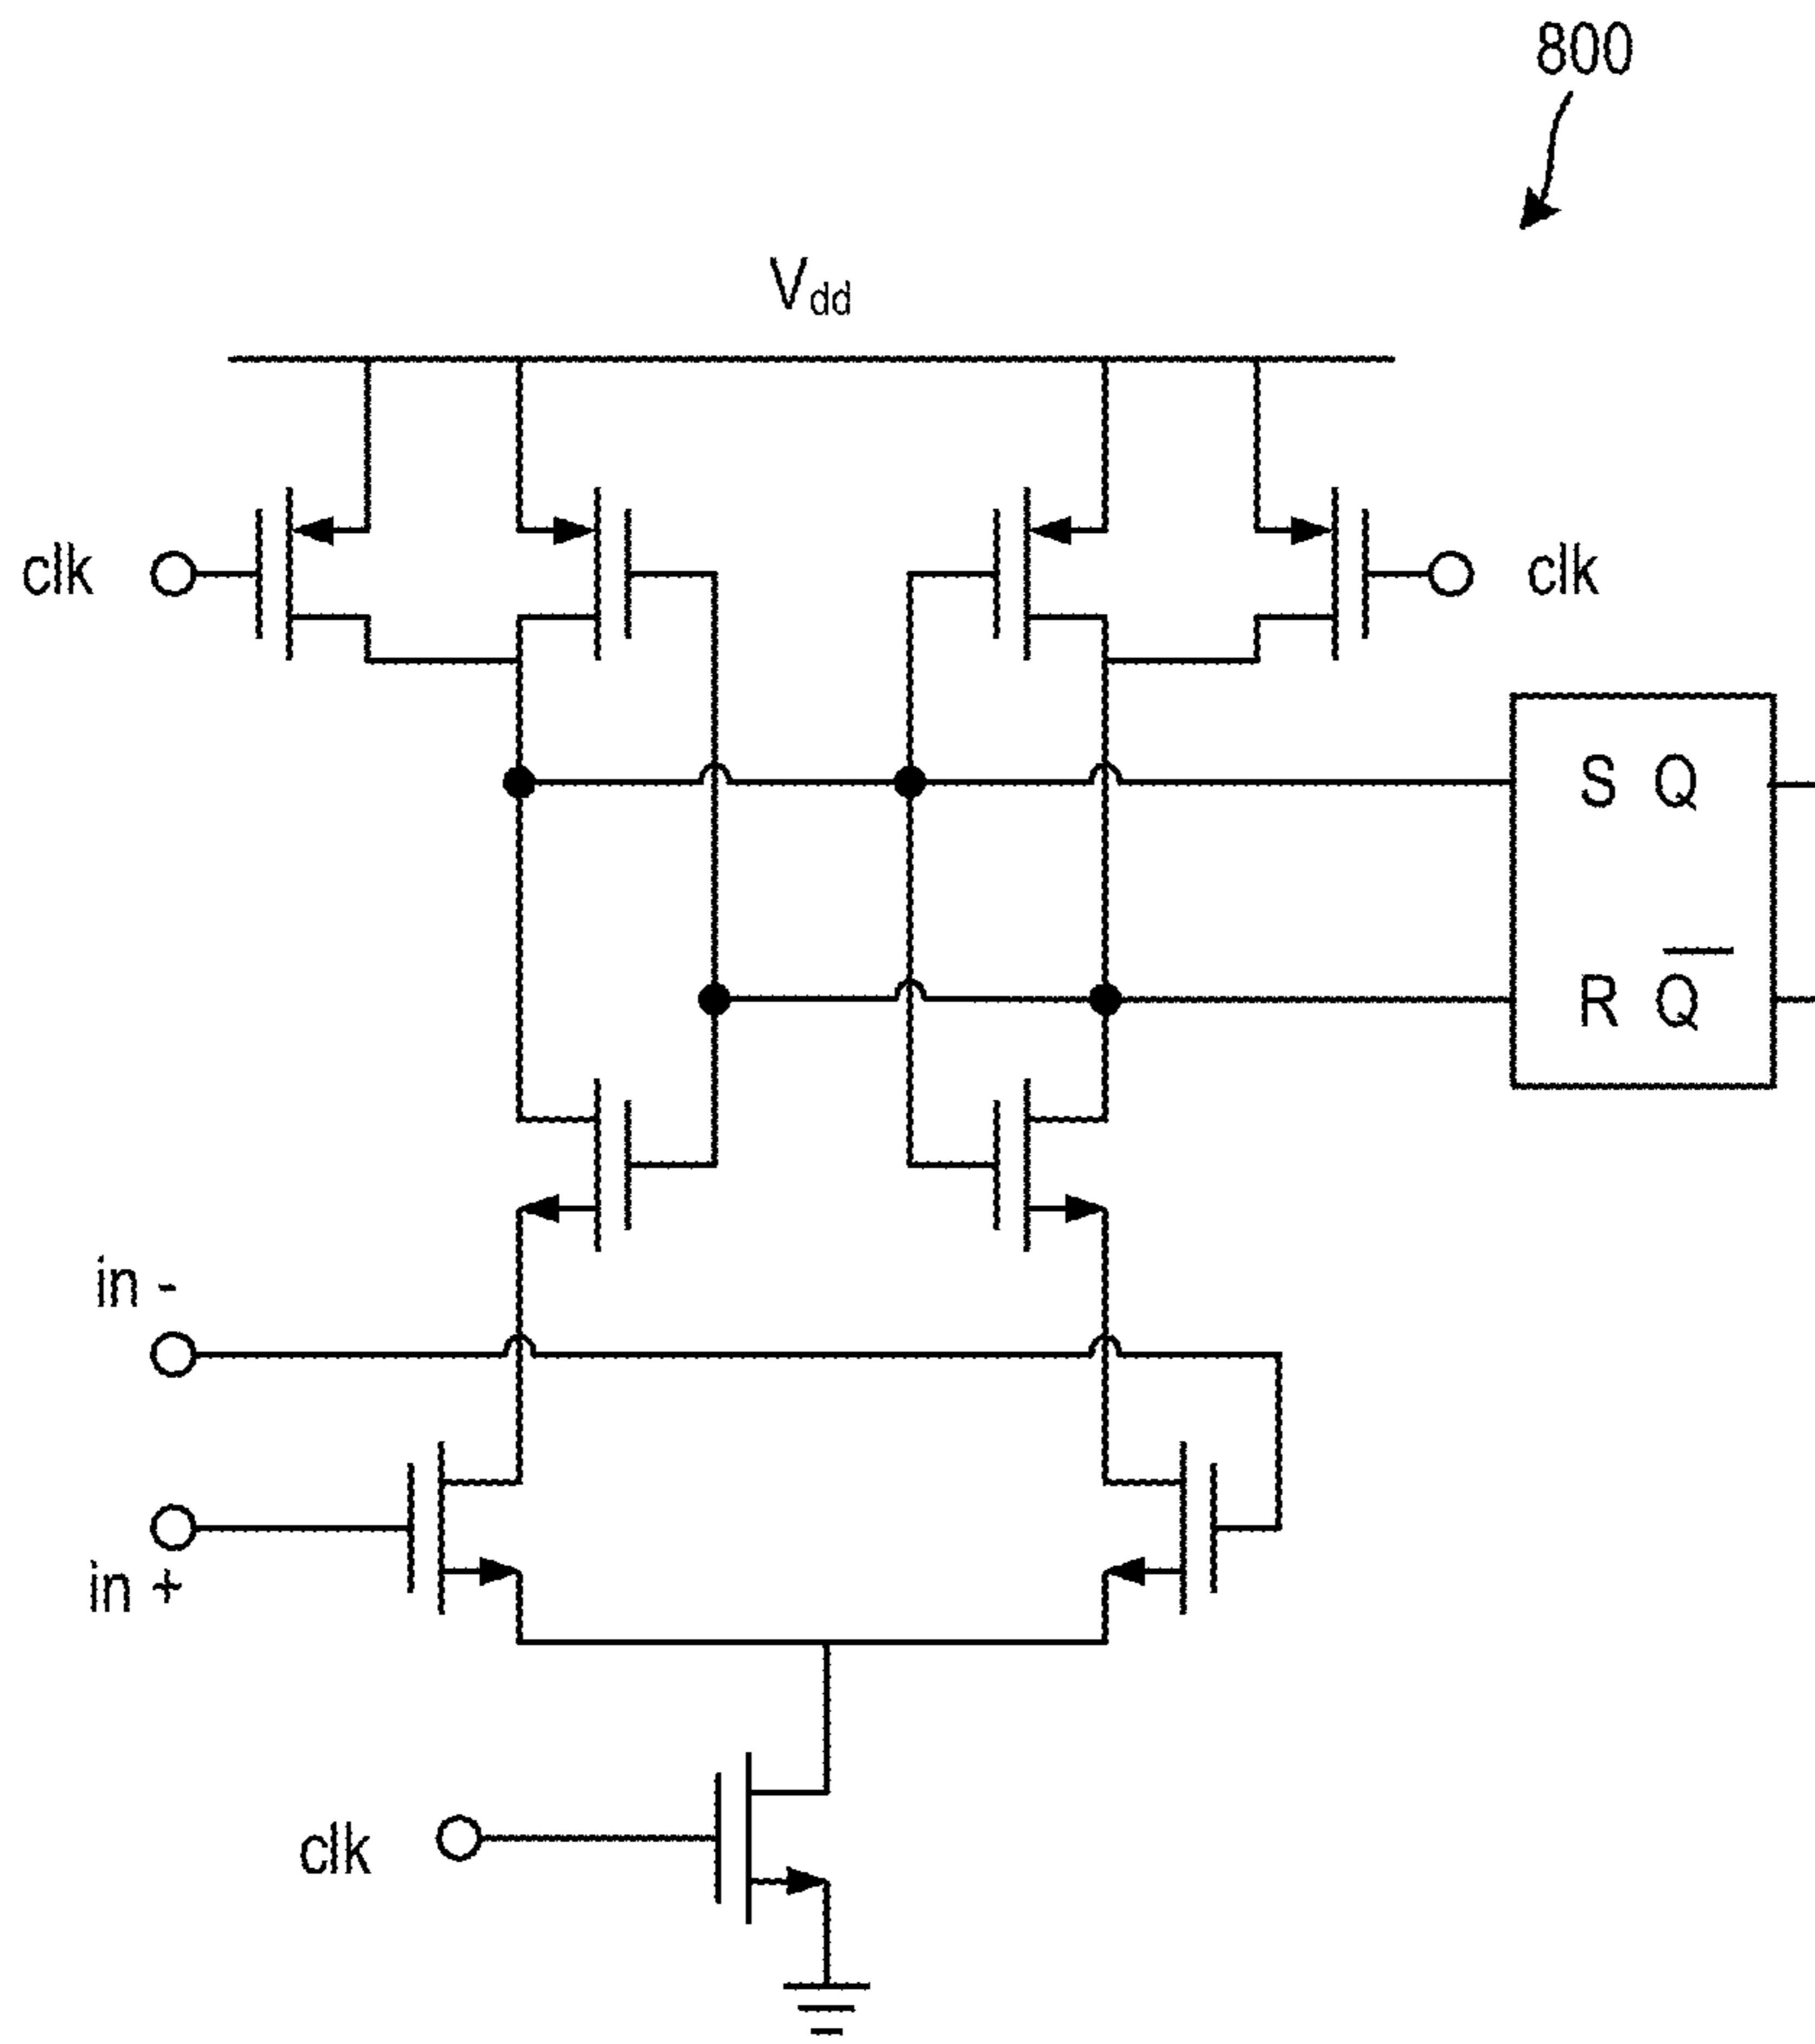 800
Vdd
clk
clk
S Q
R Q̅
in -
in +
clk